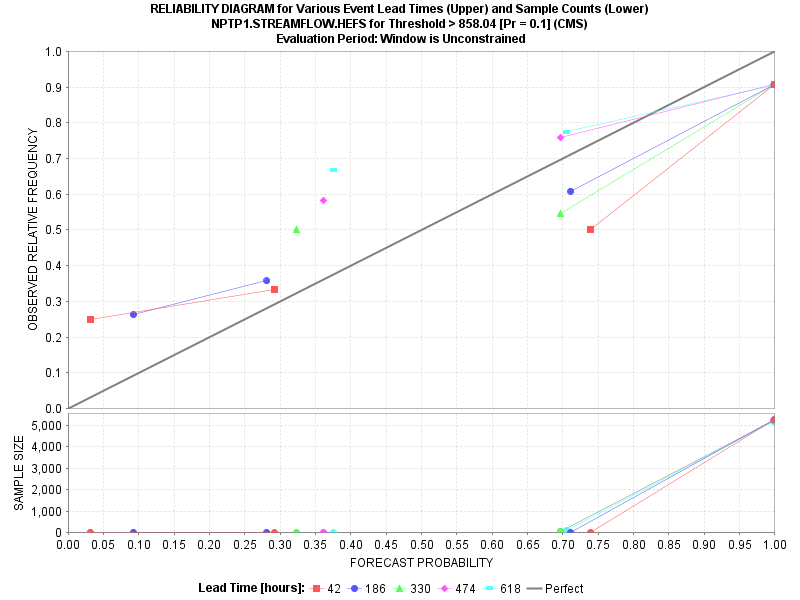 RELIABILITY DIAGRAM for Various Event Lead Times (Upper) and Sample Counts (Lower)
NPTP1.STREAMFLOW.HEFS for Threshold > 858.04 [Pr = 0.1] (CMS)
Evaluation Period: Window is Unconstrained
OBSERVED RELATIVE FREQUENCY
1.0
0.9
0.8
0.7
0.6
0.5
0.4
0.3
0.2
0.1
0.0
SAMPLE SIZE
5,000
4,000
3,000
2,000
1,000
0
0.00 0.05 0.10 0.15 0.20 0.25 0.30 0.35 0.40 0.45 0.50 0.55 0.60 0.65 0.70 0.75 0.80 0.85 0.90 0.95 1.00
FORECAST PROBABILITY
Lead Time [hours]: 42 186 330 474 618 Perfect